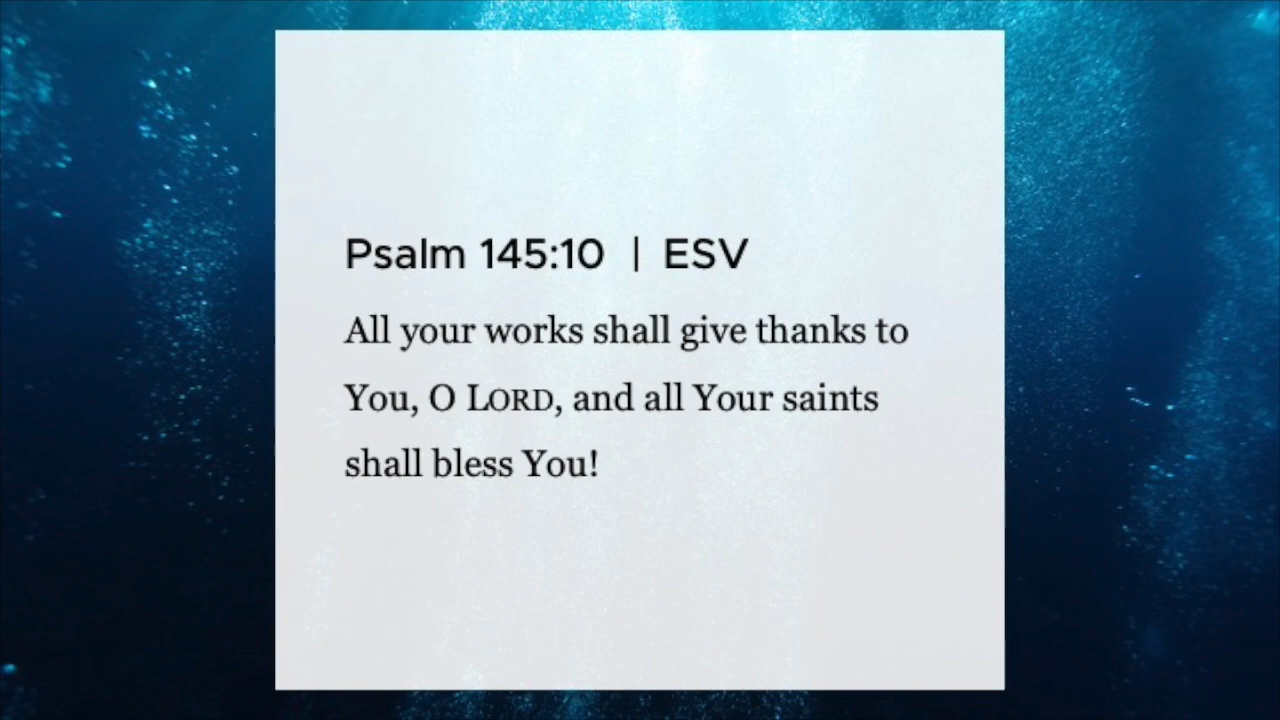 Psalm 145:10 | ESV
All your works shall give thanks to
You, O LORD, and all Your saints
shall bless You!